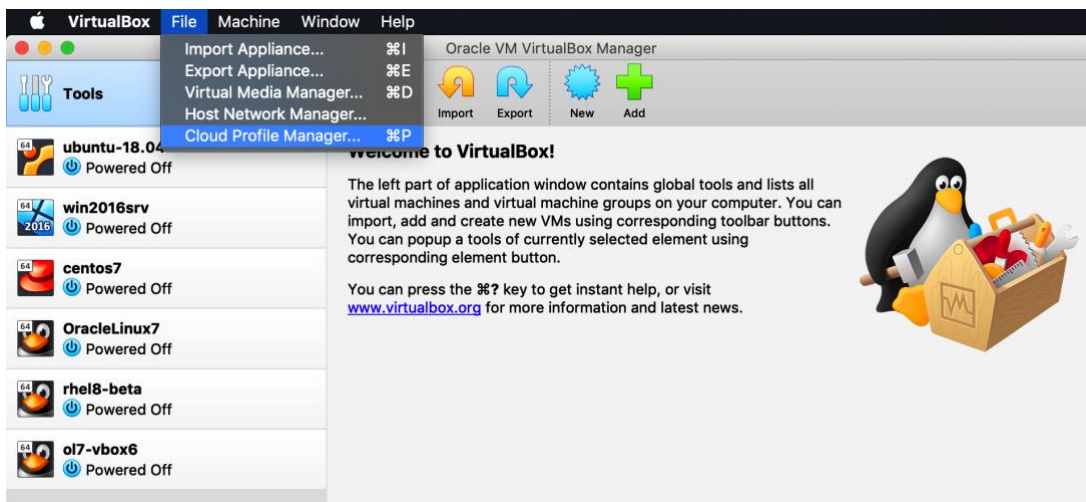 VirtualBox File Machine Window Help
Import Appliance... ⌘I
Export Appliance... ⌘E
Virtual Media Manager... ⌘D
Host Network Manager...
Cloud Profile Manager... ⌘P
Oracle VM VirtualBox Manager
Tools
Import Export New Add
64 ubuntu-18.04
Powered Off
64 2016 win2016srv
Powered Off
64 centos7
Powered Off
64 OracleLinux7
Powered Off
64 rhel8-beta
Powered Off
64 ol7-vbox6
Powered Off
Welcome to VirtualBox!
The left part of application window contains global tools and lists all
virtual machines and virtual machine groups on your computer. You can
import, add and create new VMs using corresponding toolbar buttons.
You can popup a tools of currently selected element using
corresponding element button.
You can press the ⌘? key to get instant help, or visit
www.virtualbox.org for more information and latest news.